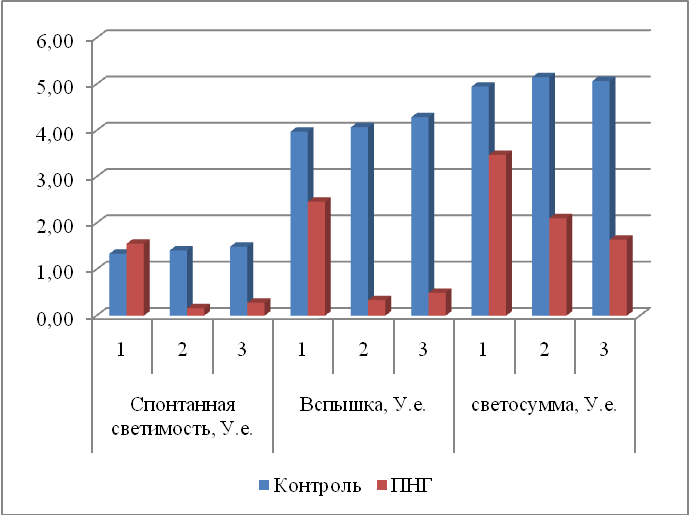 6,00
5,00
4,00
3,00
2,00
1,00
0,00
1 2 3 1 2 3 1 2 3
Спонтанная светимость, У.е.
Вспышка, У.е.
светосумма, У.е.
Контроль ПНГ